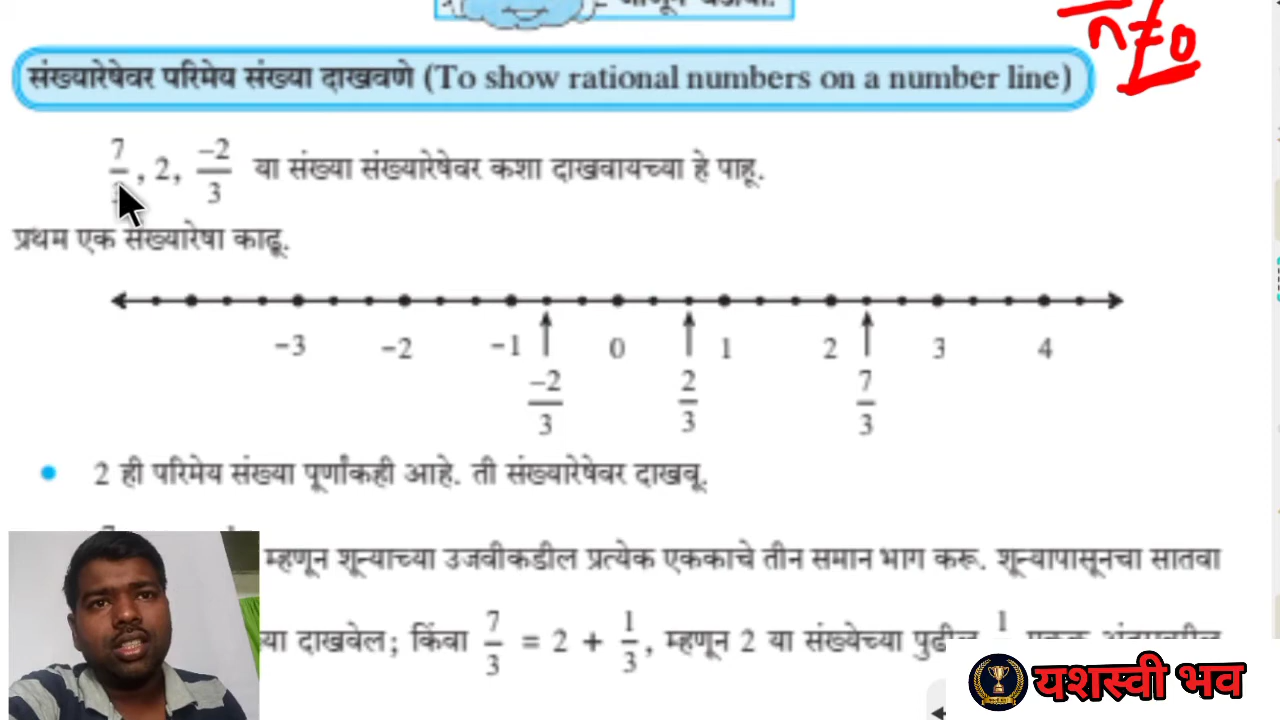 n ≠ 0
संख्यारेषेवर परिमेय संख्या दाखवणे (To show rational numbers on a number line)
7/3, 2, -2/3 या संख्या संख्यारेषेवर कशा दाखवायच्या हे पाहू.
प्रथम एक संख्यारेषा काढू.
-3 -2 -1 0 1 2 3 4
-2/3 2/3 7/3
• 2 ही परिमेय संख्या पूर्णांकही आहे. ती संख्यारेषेवर दाखवू.
म्हणून शून्याच्या उजवीकडील प्रत्येक एककाचे तीन समान भाग करू. शून्यापासूनचा सातवा
या दाखवेल; किंवा 7/3 = 2 + 1/3, म्हणून 2 या संख्येच्या पुढील
यशस्वी भव